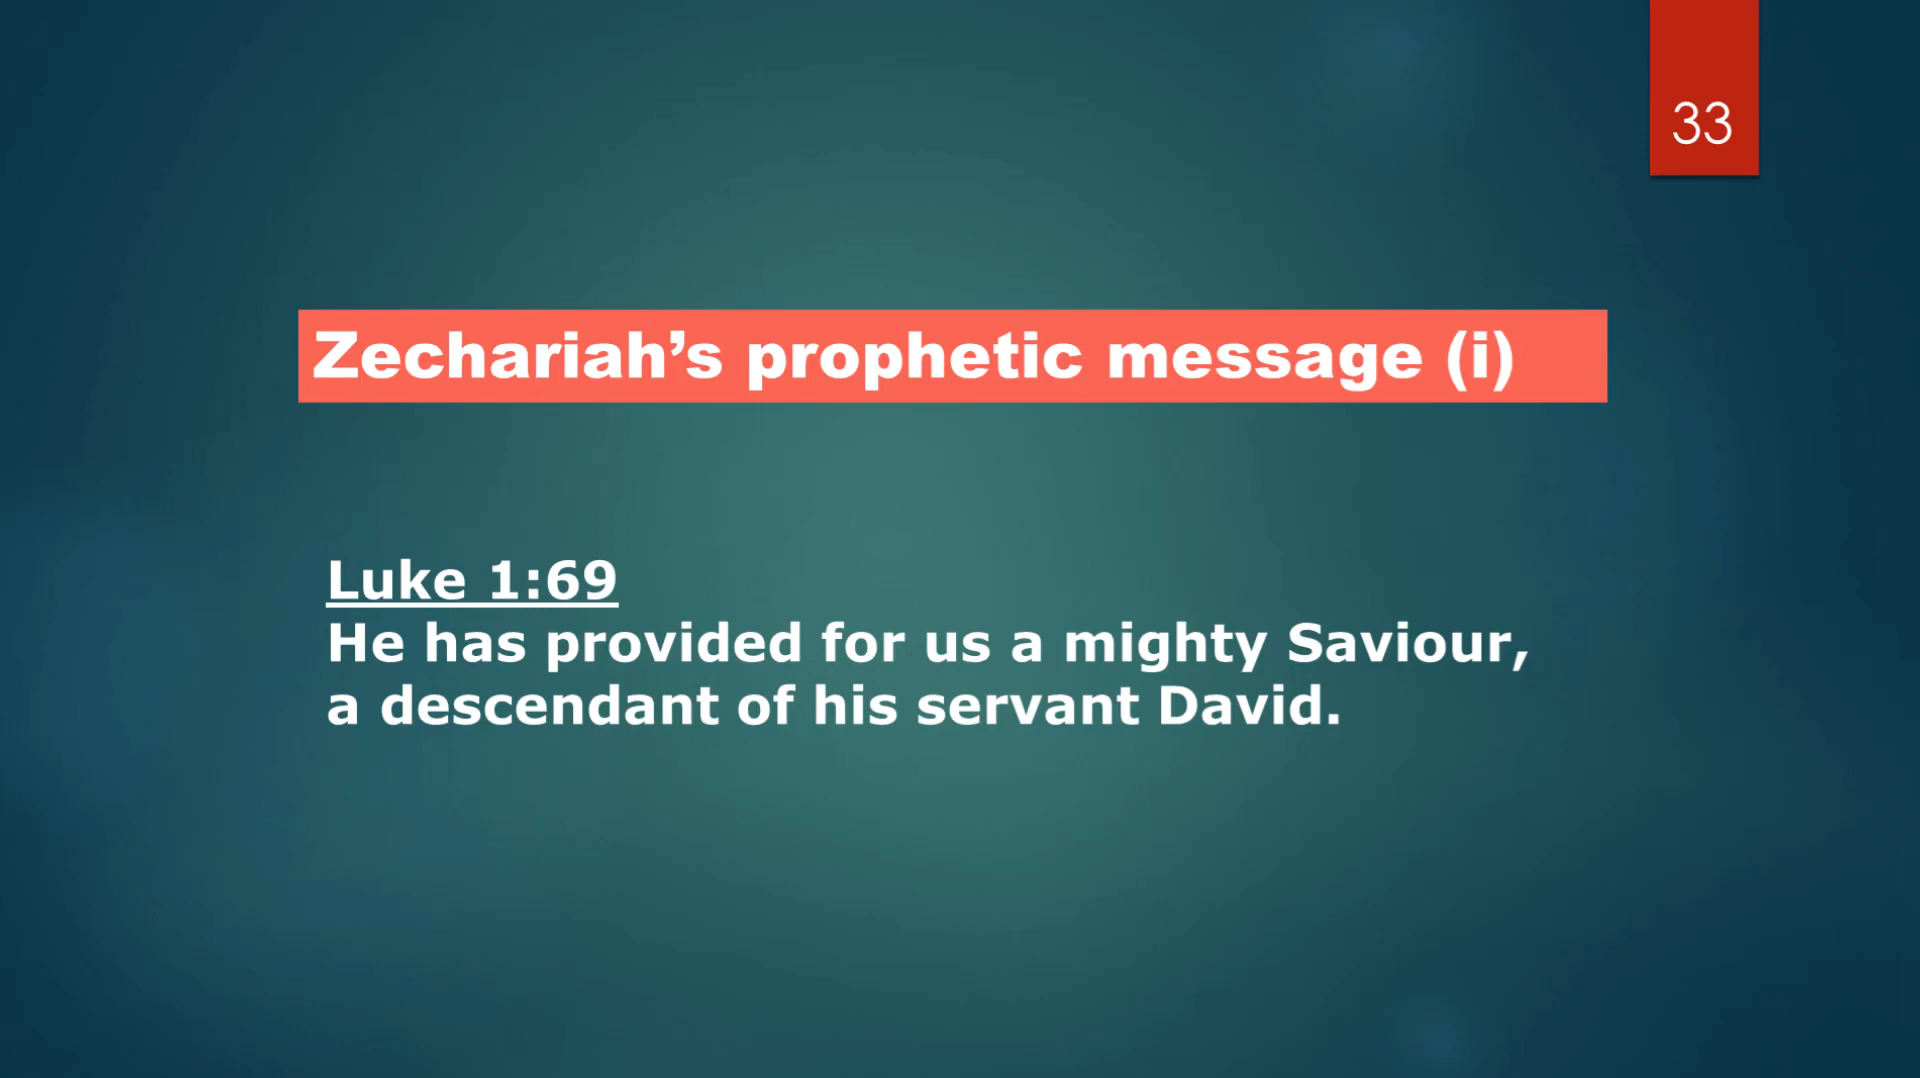 33
Zechariah’s prophetic message (i)
Luke 1:69
He has provided for us a mighty Saviour,
a descendant of his servant David.